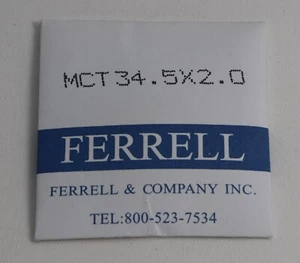 MCT34.5X2.0
FERRELL
FERRELL & COMPANY INC.
TEL:800-523-7534